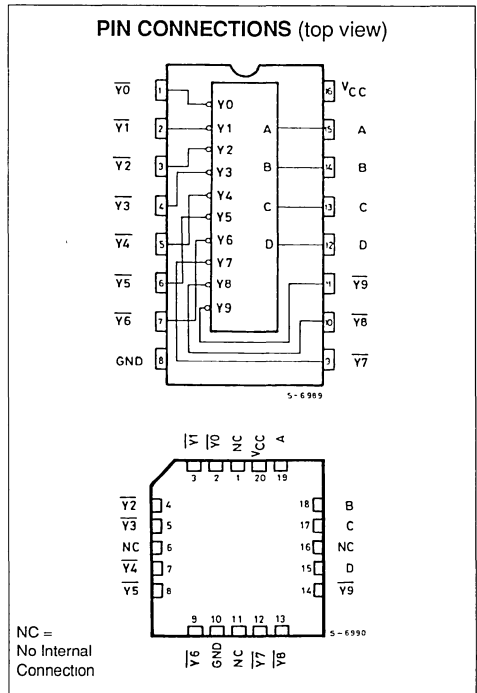 PIN CONNECTIONS (top view)
Y0 1 Y0 16 VCC
Y1 2 Y1 A 15 A
Y2 3 Y2 B 14 B
Y3 4 Y3 C 13 C
Y4 5 Y4 D 12 D
Y5 6 Y5 11 Y9
Y6 7 Y6 10 Y8
GND 8 Y7 9 Y7
Y8
Y9
S-6989
Y1 Y0 NC VCC A
3 2 1 20 19
Y2 4 18 B
Y3 5 17 C
NC 6 16 NC
Y4 7 15 D
Y5 8 14 Y9
9 10 11 12 13
S-6990
Y6 GND NC Y7 Y8
NC =
No Internal
Connection